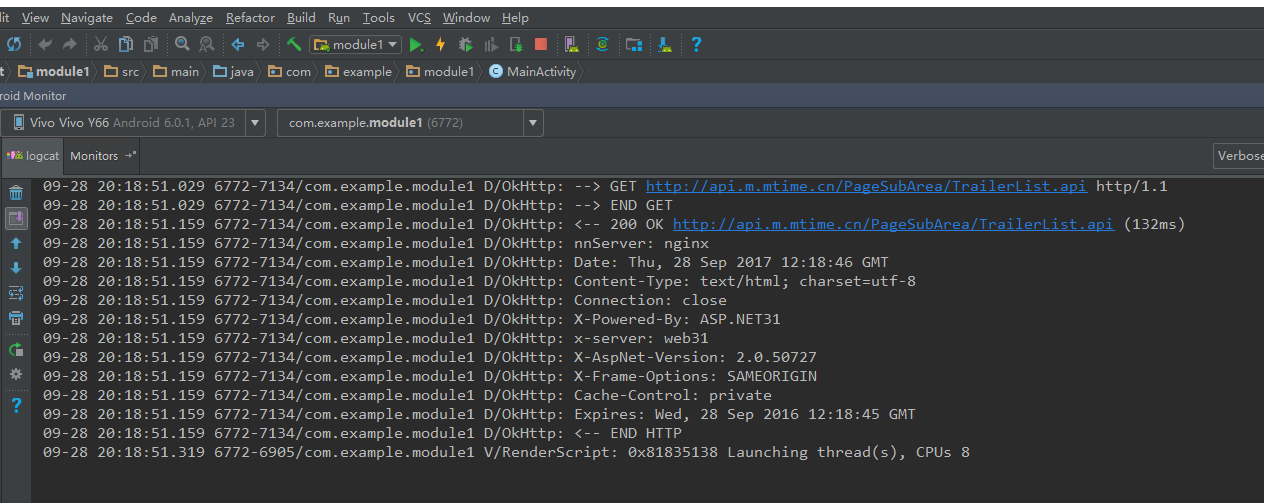 it View Navigate Code Analyze Refactor Build Run Tools VCS Window Help
module1
t module1 src main java com example module1 MainActivity
roid Monitor
Vivo Vivo Y66 Android 6.0.1, API 23 com.example.module1 (6772)
logcat Monitors Verbose
09-28 20:18:51.029 6772-7134/com.example.module1 D/OkHttp: --> GET http://api.m.mtime.cn/PageSubArea/TrailerList.api http/1.1
09-28 20:18:51.029 6772-7134/com.example.module1 D/OkHttp: --> END GET
09-28 20:18:51.159 6772-7134/com.example.module1 D/OkHttp: <-- 200 OK http://api.m.mtime.cn/PageSubArea/TrailerList.api (132ms)
09-28 20:18:51.159 6772-7134/com.example.module1 D/OkHttp: nnServer: nginx
09-28 20:18:51.159 6772-7134/com.example.module1 D/OkHttp: Date: Thu, 28 Sep 2017 12:18:46 GMT
09-28 20:18:51.159 6772-7134/com.example.module1 D/OkHttp: Content-Type: text/html; charset=utf-8
09-28 20:18:51.159 6772-7134/com.example.module1 D/OkHttp: Connection: close
09-28 20:18:51.159 6772-7134/com.example.module1 D/OkHttp: X-Powered-By: ASP.NET31
09-28 20:18:51.159 6772-7134/com.example.module1 D/OkHttp: x-server: web31
09-28 20:18:51.159 6772-7134/com.example.module1 D/OkHttp: X-AspNet-Version: 2.0.50727
09-28 20:18:51.159 6772-7134/com.example.module1 D/OkHttp: X-Frame-Options: SAMEORIGIN
09-28 20:18:51.159 6772-7134/com.example.module1 D/OkHttp: Cache-Control: private
09-28 20:18:51.159 6772-7134/com.example.module1 D/OkHttp: Expires: Wed, 28 Sep 2016 12:18:45 GMT
09-28 20:18:51.159 6772-7134/com.example.module1 D/OkHttp: <-- END HTTP
09-28 20:18:51.319 6772-6905/com.example.module1 V/RenderScript: 0x81835138 Launching thread(s), CPUs 8